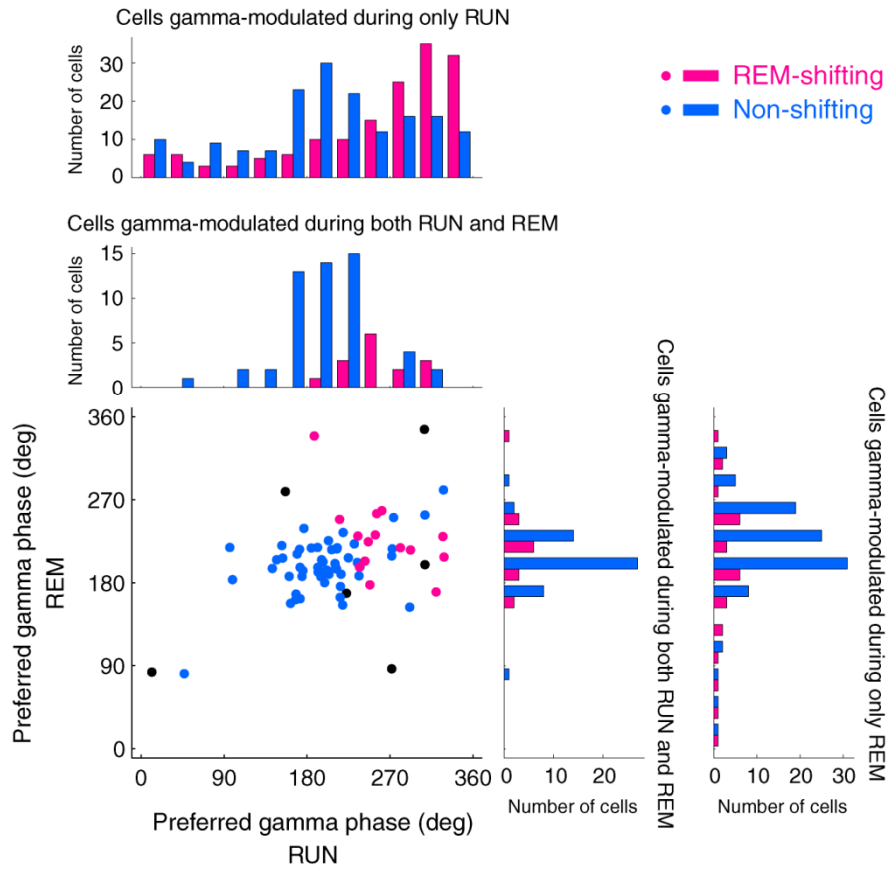 Cells gamma-modulated during only RUN
Number of cells
30
20
10
0
REM-shifting
Non-shifting
Cells gamma-modulated during both RUN and REM
Number of cells
15
10
5
0
Preferred gamma phase (deg)
REM
360
270
180
90
0
0 90 180 270 360
Preferred gamma phase (deg)
RUN
0 20
Number of cells
Cells gamma-modulated during both RUN and REM
0 10 20 30
Number of cells
Cells gamma-modulated during only REM